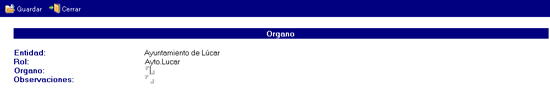 Guardar Cerrar
Organo
Entidad: Ayuntamiento de Lúcar
Rol: Ayto.Lucar
Organo:
Observaciones: